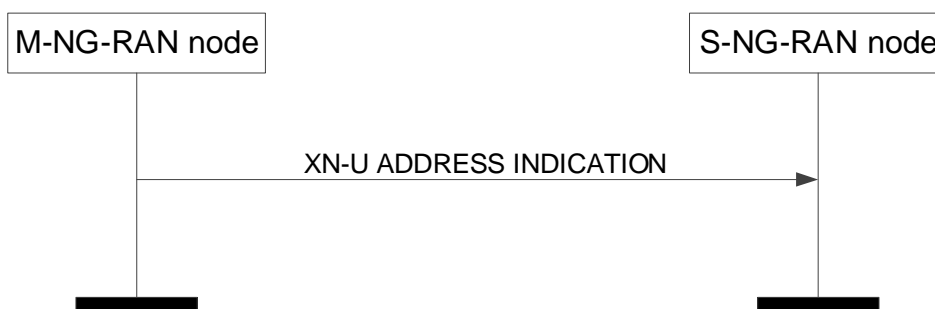 M-NG-RAN node
S-NG-RAN node
XN-U ADDRESS INDICATION